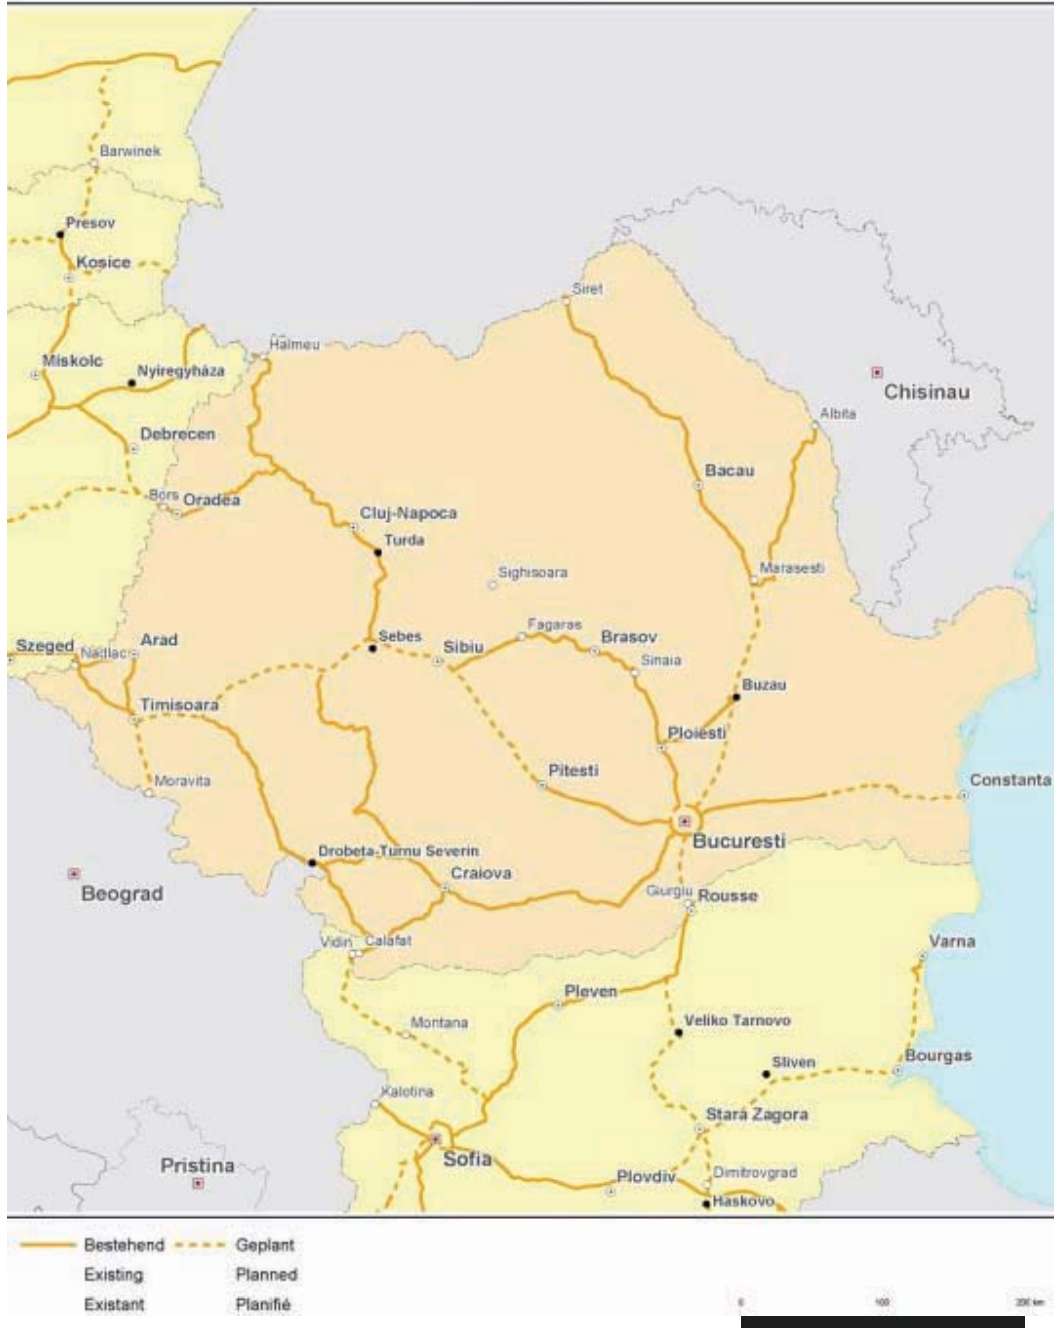 Barwinek
Presov
Kosice
Siret
Halmeu
Miskolc
Nyiregyháza
Chisinau
Albita
Debrecen
Bacau
Bors Oradea
Cluj-Napoca
Turda
Marasesti
Sighisoara
Fagaras
Szeged
Nadlac
Arad
Sebes
Sibiu
Brasov
Sinaia
Buzau
Timisoara
Ploiesti
Pitesti
Moravita
Constanta
Bucuresti
Drobeta-Turnu Severin
Craiova
Beograd
Giurgiu Rousse
Vidin Calafat
Varna
Pleven
Montana
Veliko Tarnovo
Sliven
Bourgas
Kalotina
Stará Zagora
Sofia
Pristina
Plovdiv
Dimitrovgrad
Haskovo
Bestehend Geplant
Existing Planned
Existant Planifié
0 100 200 km